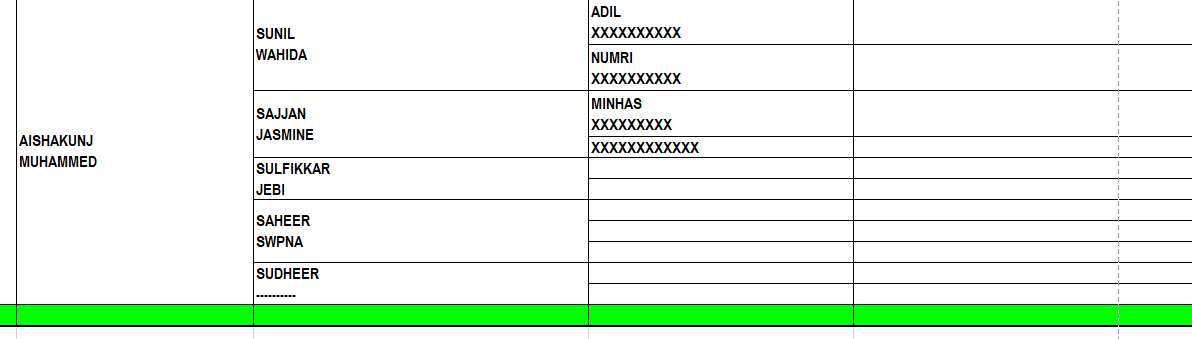 AISHAKUNJ
MUHAMMED
SUNIL
WAHIDA
ADIL
XXXXXXXXXX
NUMRI
XXXXXXXXXX
SAJJAN
JASMINE
MINHAS
XXXXXXXXX
XXXXXXXXXXXX
SULFIKKAR
JEBI
SAHEER
SWPNA
SUDHEER
----------